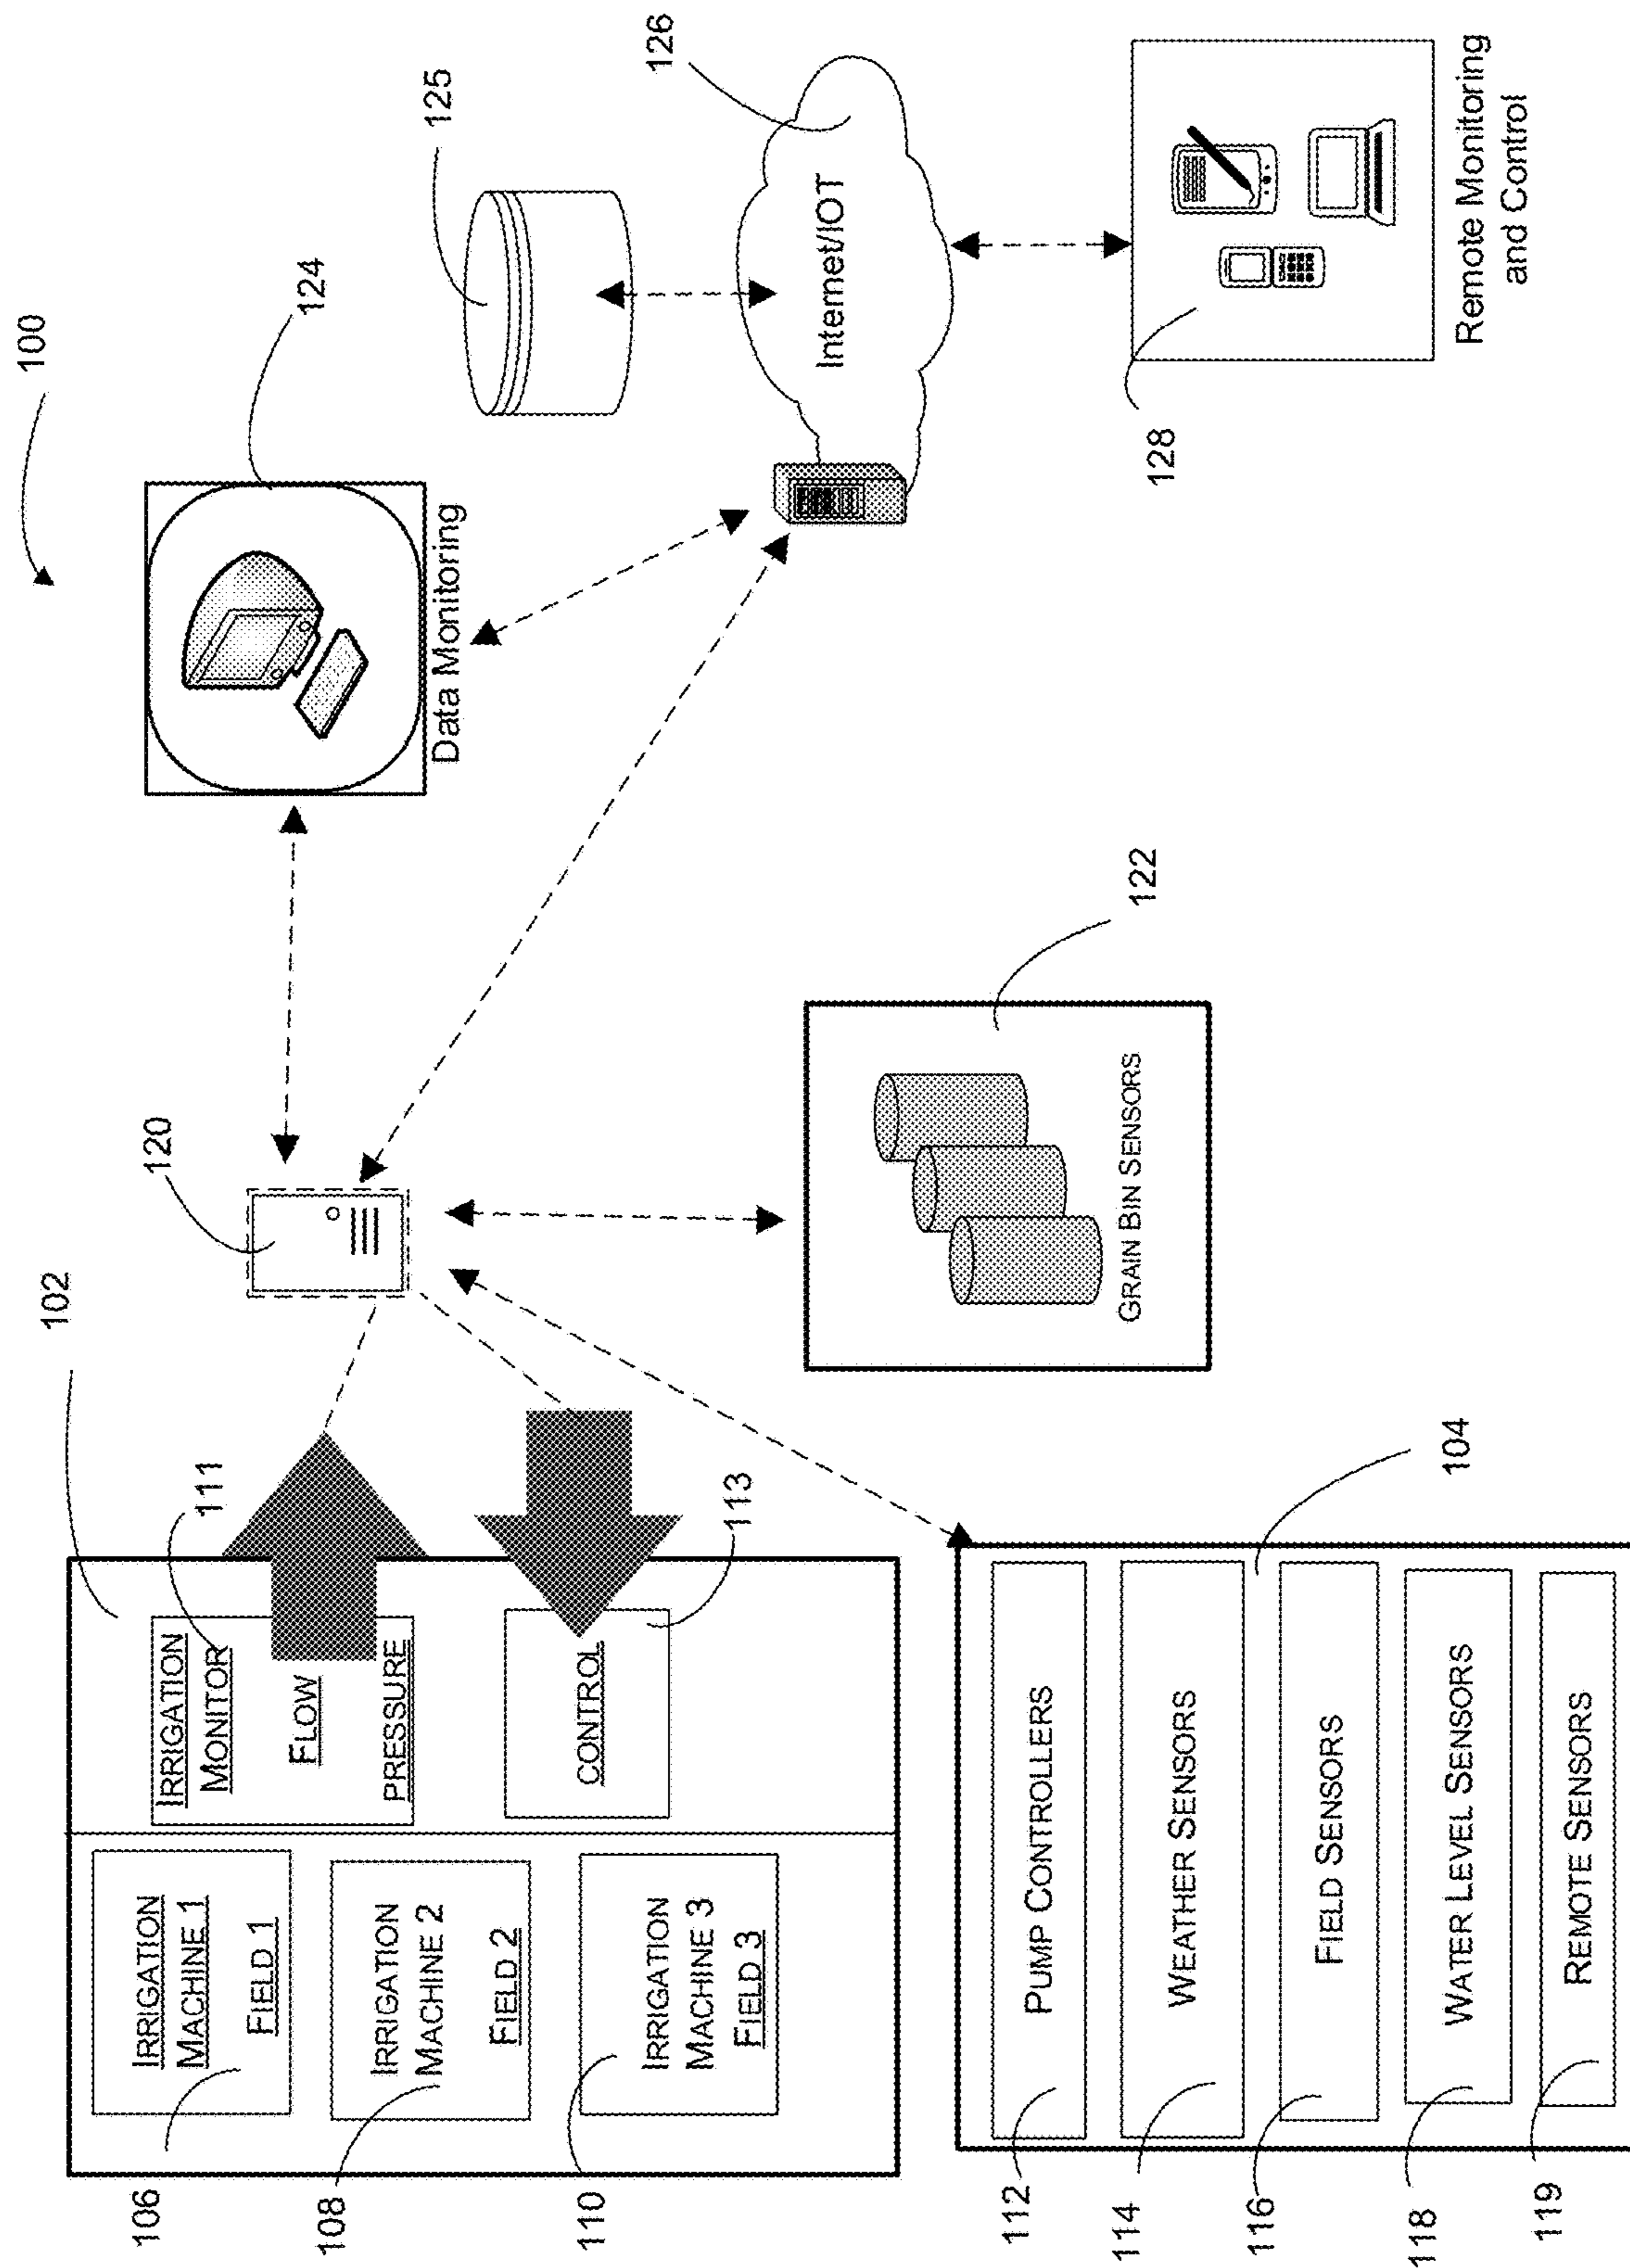 100
102
IRRIGATION
MACHINE 1
FIELD 1
106
IRRIGATION
MACHINE 2
FIELD 2
108
IRRIGATION
MACHINE 3
FIELD 3
110
IRRIGATION
MONITOR
FLOW
PRESSURE
111
CONTROL
113
120
124
Data Monitoring
125
126
Internet/IOT
PUMP CONTROLLERS
112
WEATHER SENSORS
114
FIELD SENSORS
116
WATER LEVEL SENSORS
118
REMOTE SENSORS
119
104
GRAIN BIN SENSORS
122
128
Remote Monitoring
and Control